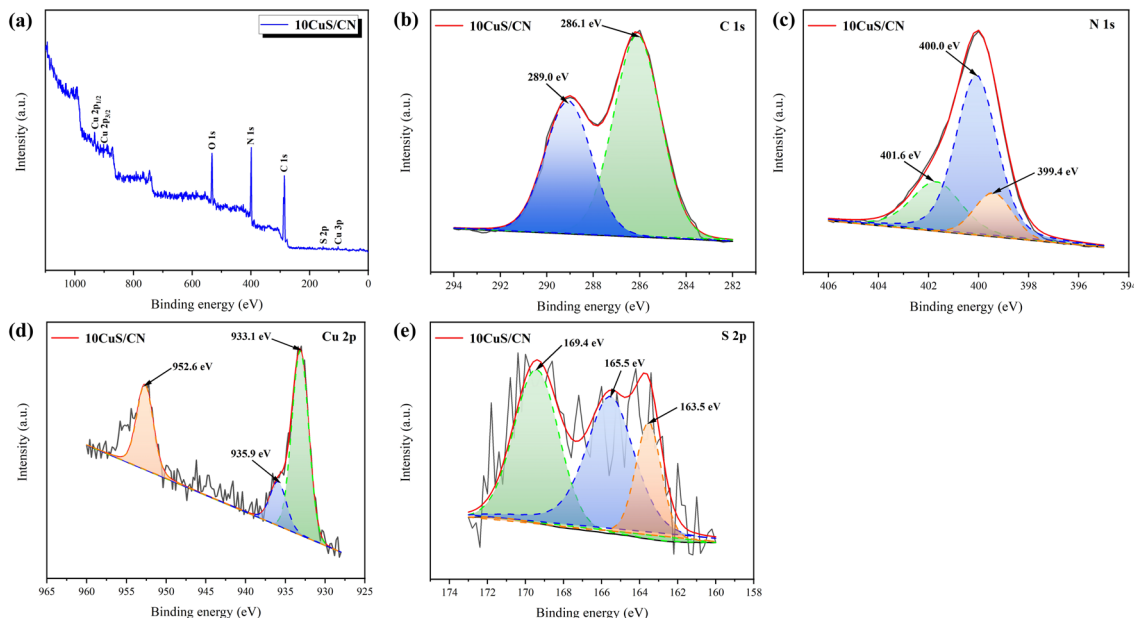 (a)
10CuS/CN
Cu 2p1/2
Cu 2p3/2
O 1s
N 1s
C 1s
S 2p
Cu 3p
Intensity (a.u.)
1000 800 600 400 200 0
Binding energy (eV)
(b)
10CuS/CN
286.1 eV
C 1s
289.0 eV
Intensity (a.u.)
294 292 290 288 286 284 282
Binding energy (eV)
(c)
10CuS/CN
N 1s
400.0 eV
401.6 eV
399.4 eV
Intensity (a.u.)
406 404 402 400 398 396 394
Binding energy (eV)
(d)
10CuS/CN
933.1 eV
Cu 2p
952.6 eV
935.9 eV
Intensity (a.u.)
965 960 955 950 945 940 935 930 925
Binding energy (eV)
(e)
10CuS/CN
S 2p
169.4 eV
165.5 eV
163.5 eV
Intensity (a.u.)
174 172 170 168 166 164 162 160 158
Binding energy (eV)